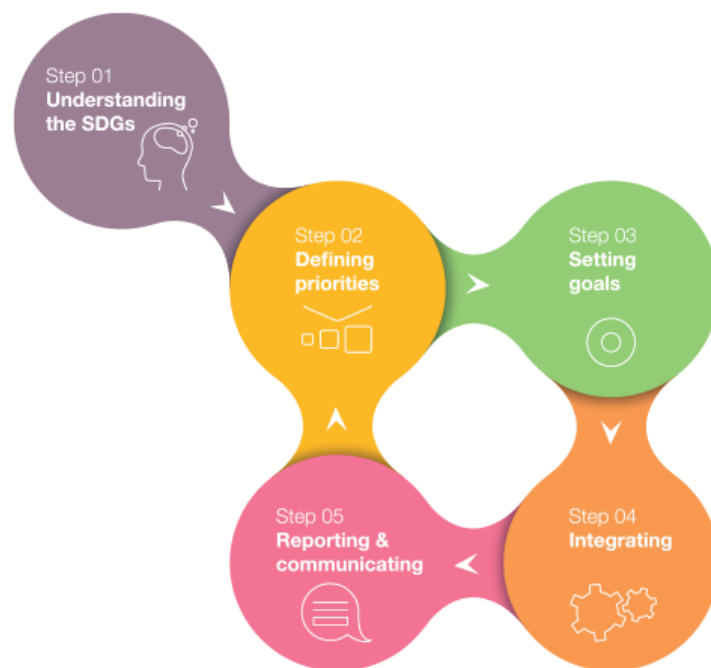 Step 01
Understanding
the SDGs
Step 02
Defining
priorities
Step 03
Setting
goals
Step 04
Integrating
Step 05
Reporting &
communicating